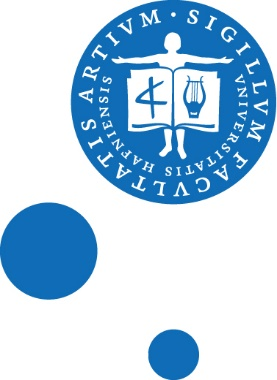 · SIGILLVM FACVLTATIS ARTIVM
VNIVERSITATIS HAFNIENSIS